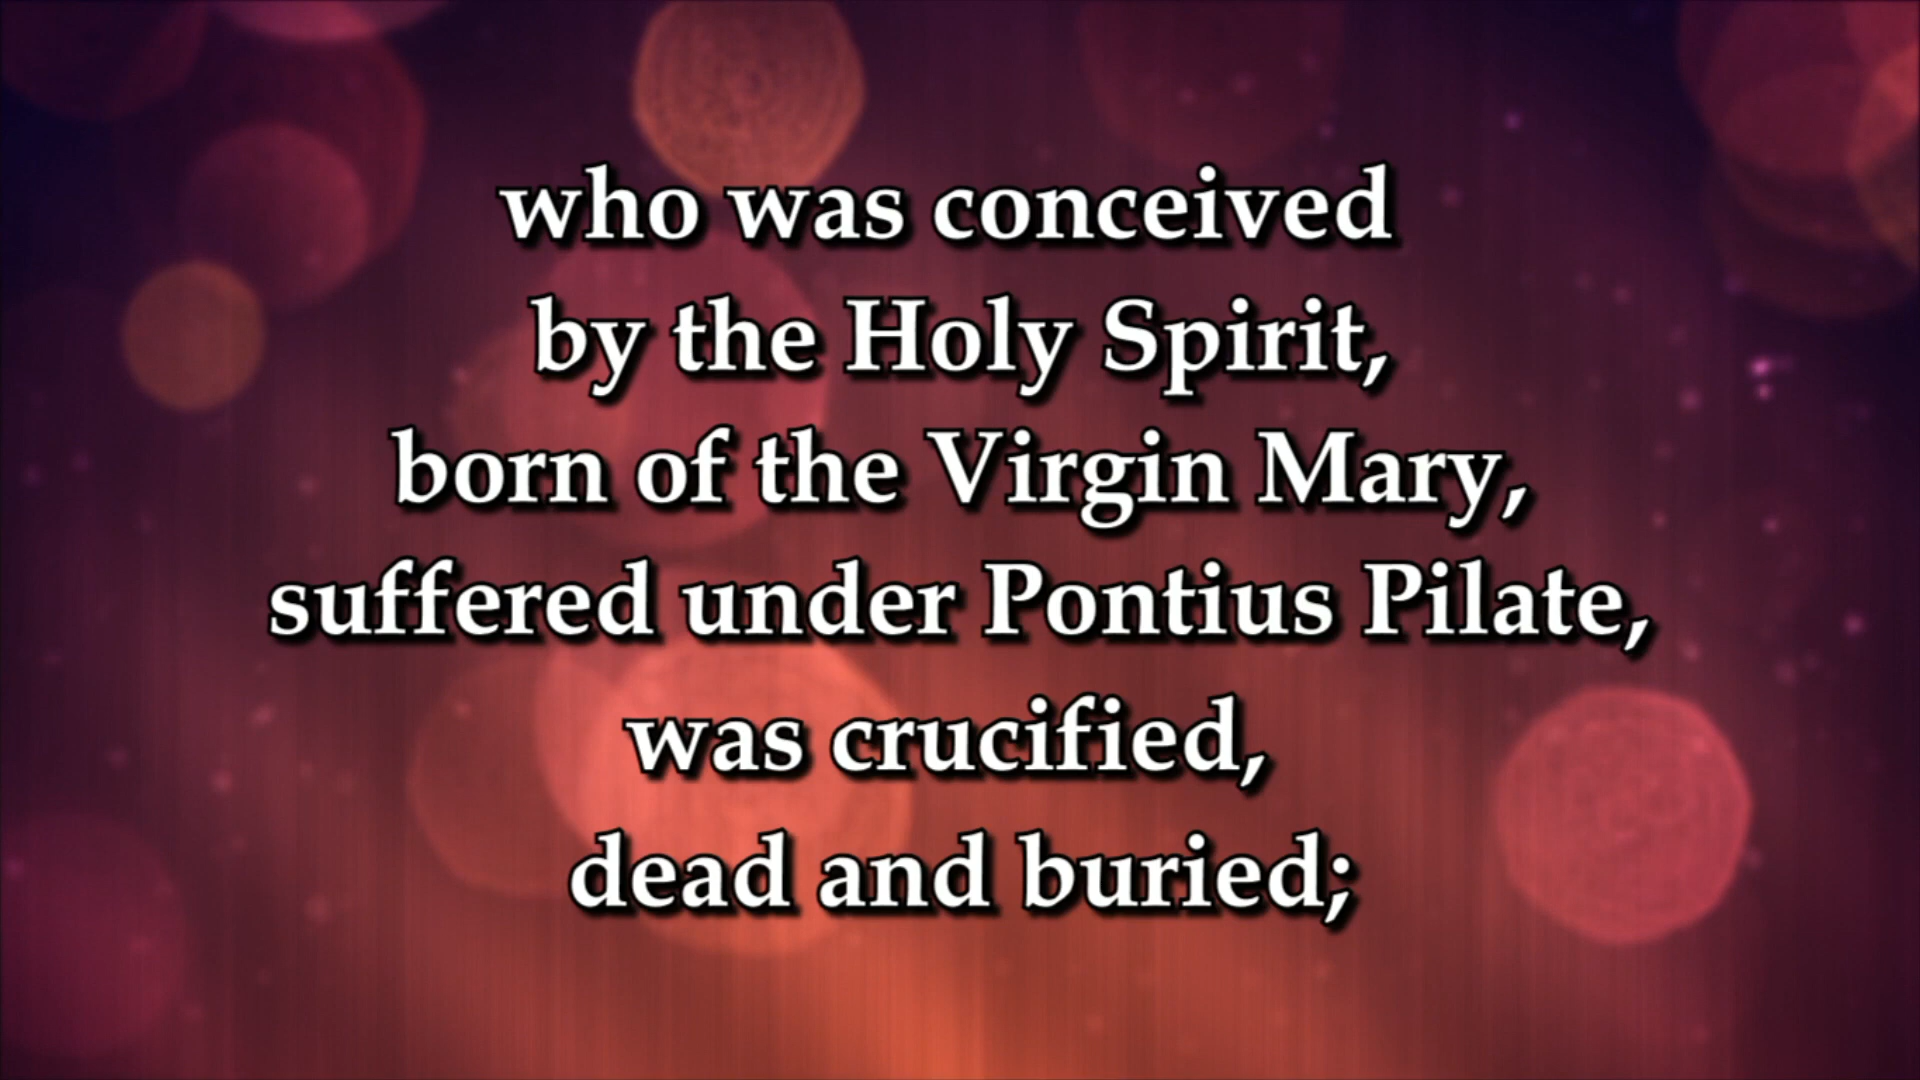 who was conceived
by the Holy Spirit,
born of the Virgin Mary,
suffered under Pontius Pilate,
was crucified,
dead and buried;